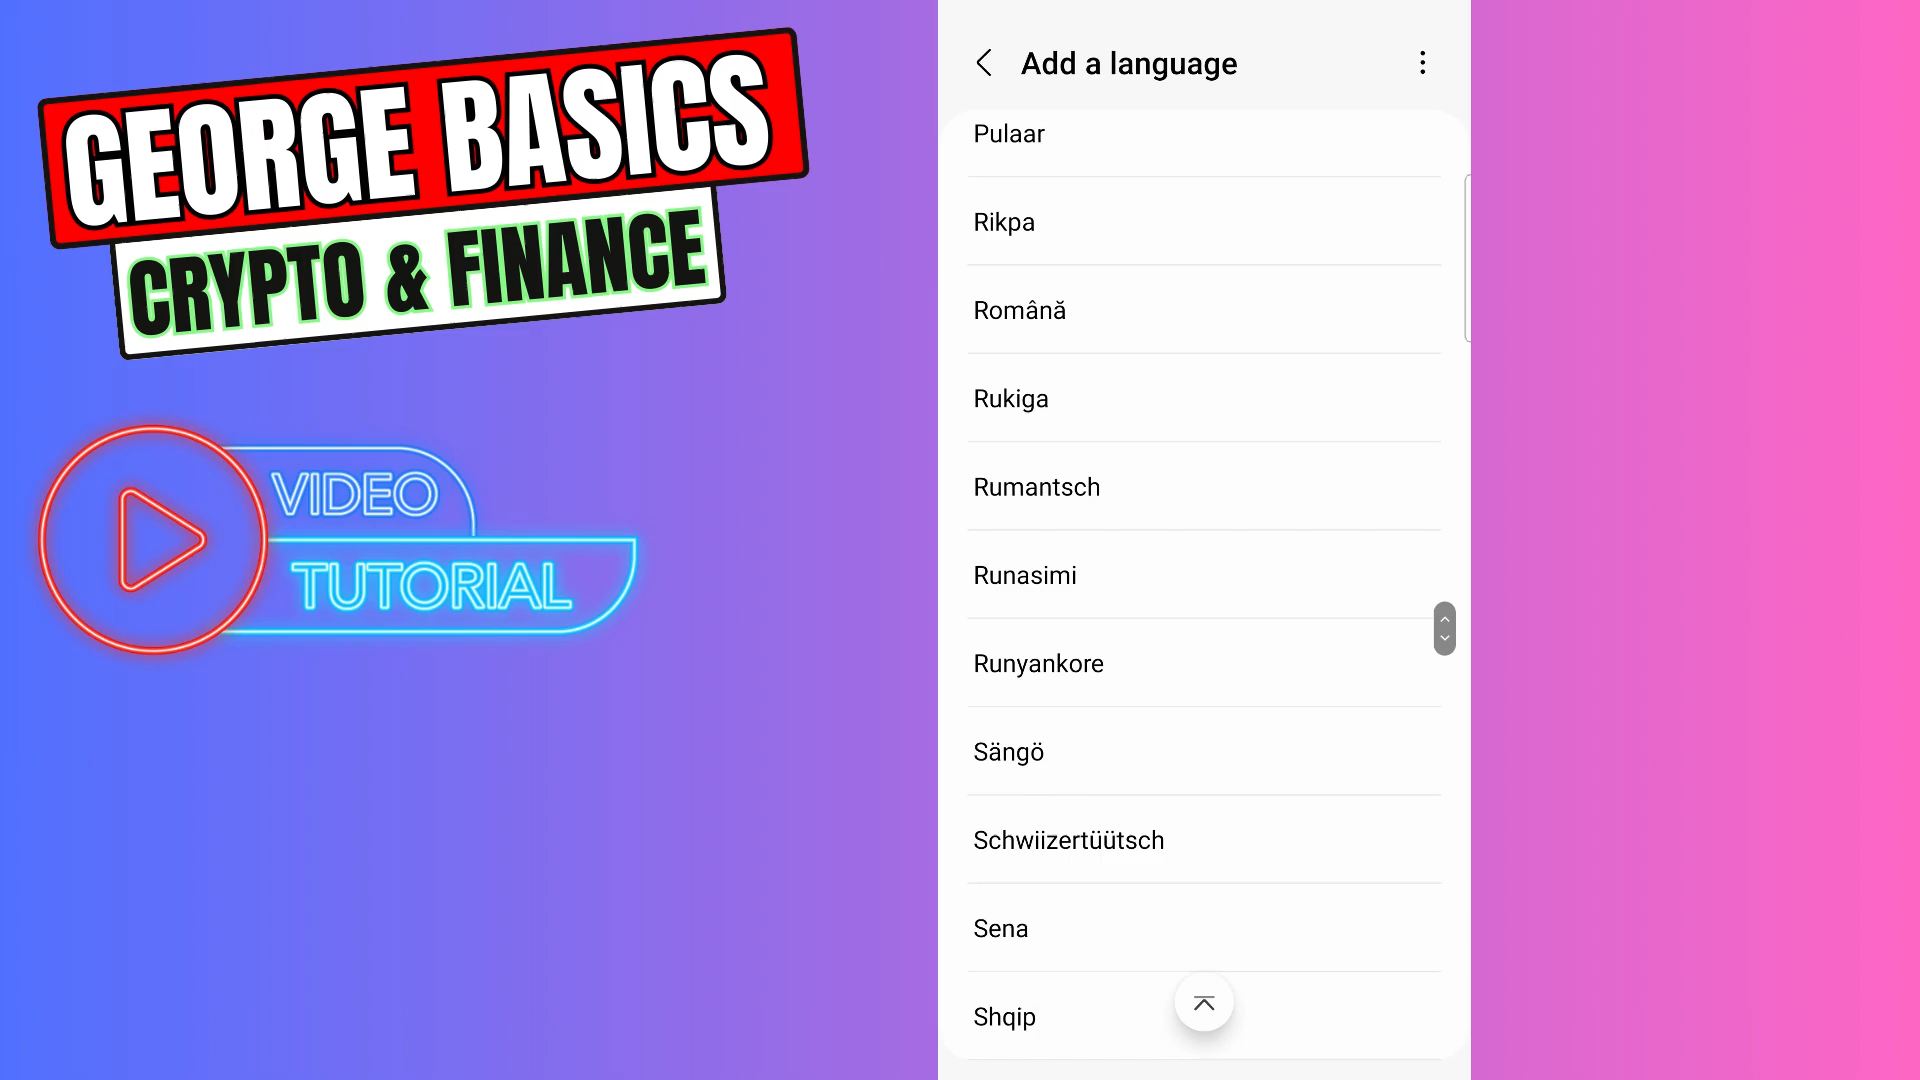 GEORGE BASICS
CRYPTO & FINANCE
VIDEO
TUTORIAL
Add a language
Pulaar
Rikpa
Română
Rukiga
Rumantsch
Runasimi
Runyankore
Sängö
Schwiizertüütsch
Sena
Shqip